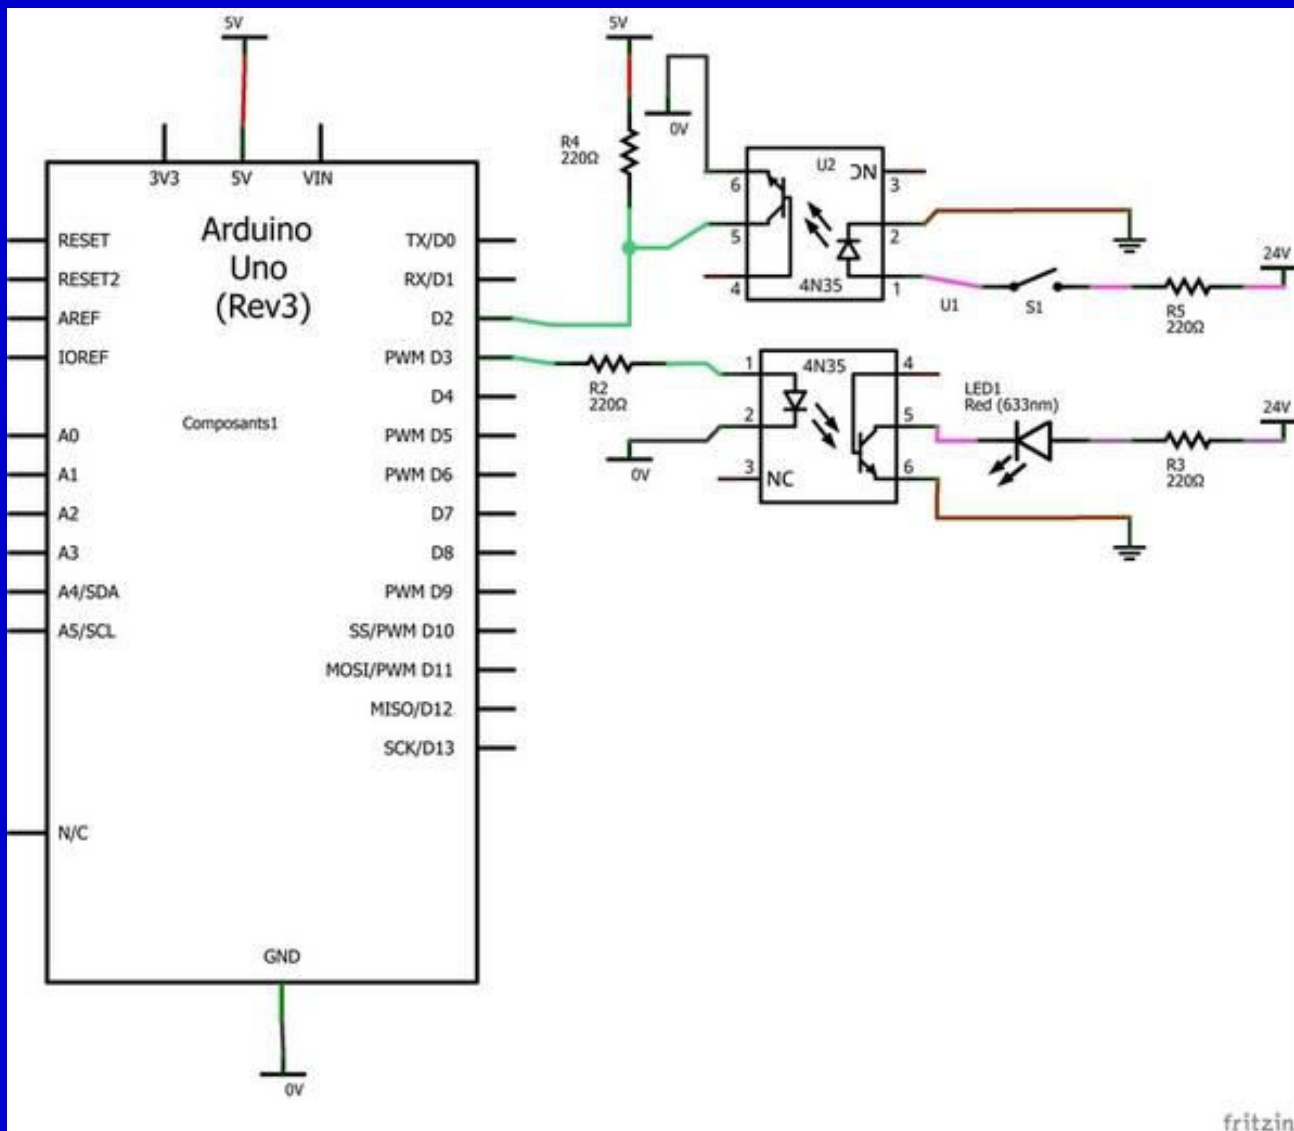 5V
3V3
5V
VIN
Arduino
Uno
(Rev3)
RESET
RESET2
AREF
IOREF
A0
A1
A2
A3
A4/SDA
A5/SCL
N/C
Composants1
TX/D0
RX/D1
D2
PWM D3
D4
PWM D5
PWM D6
D7
D8
PWM D9
SS/PWM D10
MOSI/PWM D11
MISO/D12
SCK/D13
GND
0V
5V
R4
220Ω
0V
U2
NC
6
5
4
3
2
1
4N35
U1
S1
R5
220Ω
24V
R2
220Ω
0V
1
2
3
NC
4N35
4
5
6
LED1
Red (633nm)
R3
220Ω
24V
fritzin